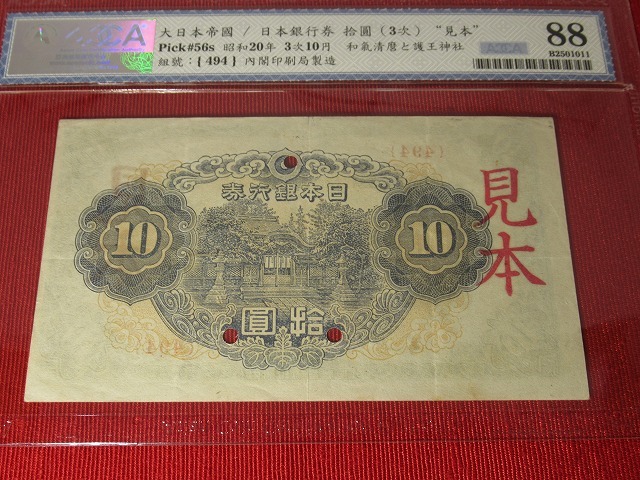 大日本帝國 / 日本銀行券 拾圓 (3次) "見本"
Pick#56s 昭和20年 3次10円 和氣清麿と護王神社
組號:{494} 內閣印刷局製造
ACCA
88
B2501011
{494}
券行銀本日
10
10
圓拾
494
見本